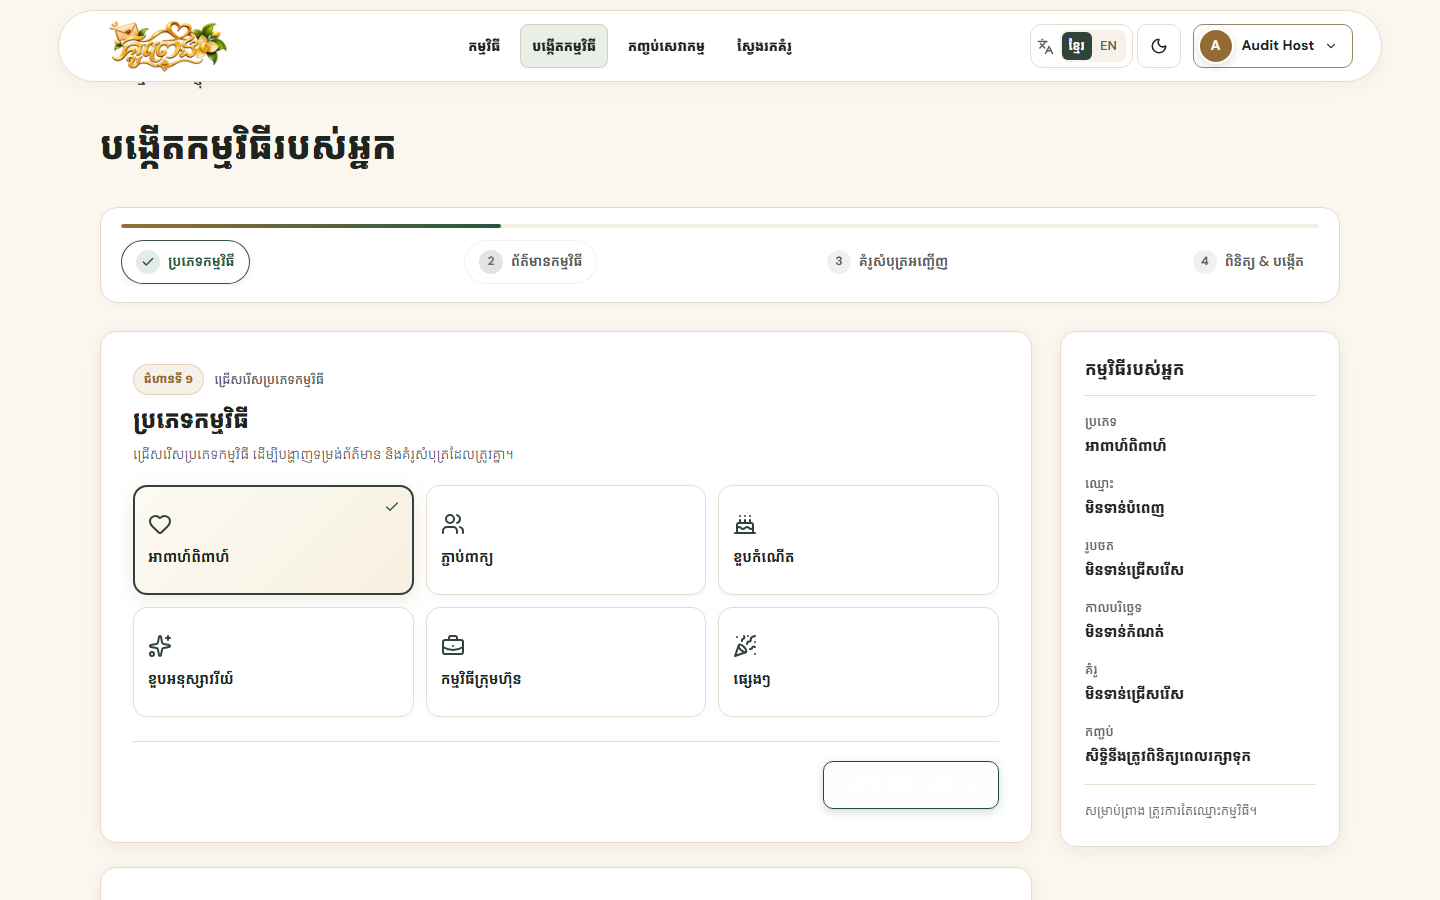 គូព្រេង
កម្មវិធី
បង្កើតកម្មវិធី
កញ្ចប់សេវាកម្ម
ស្វែងរកគំរូ
ខ្មែរ
EN
A
Audit Host
បង្កើតកម្មវិធីរបស់អ្នក
ប្រភេទកម្មវិធី
2
ព័ត៌មានកម្មវិធី
3
គំរូសំបុត្រអញ្ជើញ
4
ពិនិត្យ & បង្កើត
ជំហានទី ១
ជ្រើសរើសប្រភេទកម្មវិធី
ប្រភេទកម្មវិធី
ជ្រើសរើសប្រភេទកម្មវិធី ដើម្បីបង្ហាញទម្រង់ព័ត៌មាន និងគំរូសំបុត្រដែលត្រូវគ្នា។
អាពាហ៍ពិពាហ៍
ភ្ជាប់ពាក្យ
ខួបកំណើត
ខួបអនុស្សាវរីយ៍
កម្មវិធីក្រុមហ៊ុន
ផ្សេងៗ
កម្មវិធីរបស់អ្នក
ប្រភេទ
អាពាហ៍ពិពាហ៍
ឈ្មោះ
មិនទាន់បំពេញ
រូបថត
មិនទាន់ជ្រើសរើស
កាលបរិច្ឆេទ
មិនទាន់កំណត់
គំរូ
មិនទាន់ជ្រើសរើស
កញ្ចប់
សិទ្ធិនឹងត្រូវពិនិត្យពេលរក្សាទុក
សម្រាប់ព្រាង ត្រូវការតែឈ្មោះកម្មវិធី។